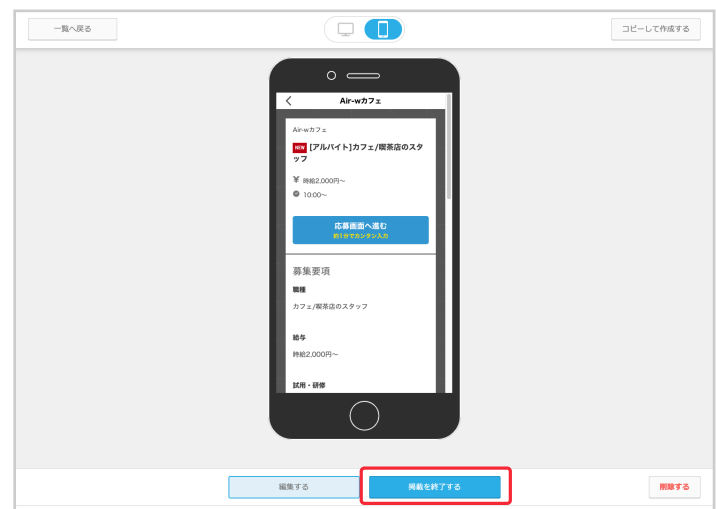 一覧へ戻る
コピーして作成する
Air-wカフェ
Air-wカフェ
NEW [アルバイト]カフェ/喫茶店のスタ
ッフ
¥ 時給2,000円〜
10:00〜
応募画面へ進む
約1分でカンタン入力
募集要項
職種
カフェ/喫茶店のスタッフ
給与
時給2,000円〜
試用・研修
編集する
掲載を終了する
削除する